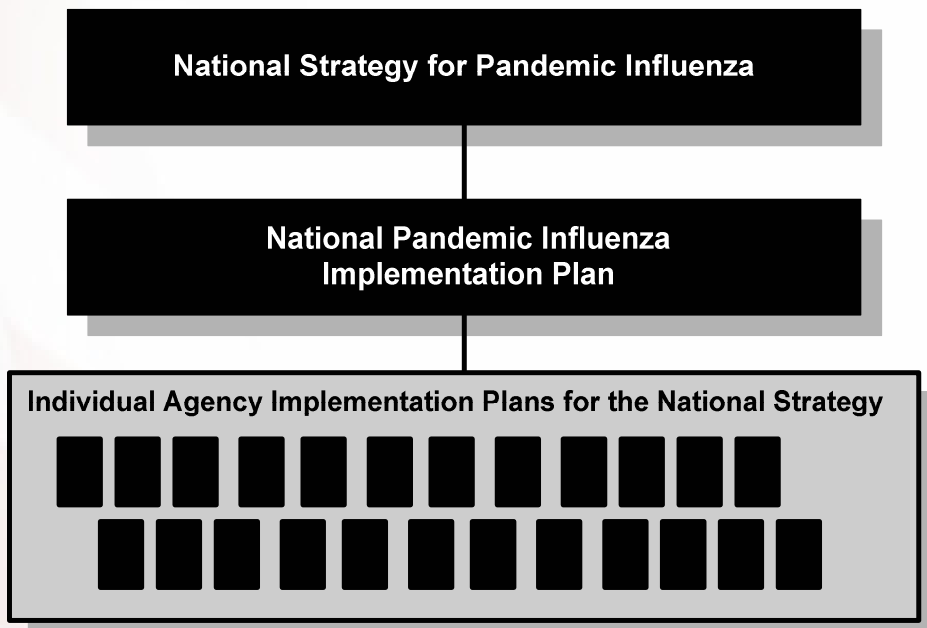 National Strategy for Pandemic Influenza
National Pandemic Influenza
Implementation Plan
Individual Agency Implementation Plans for the National Strategy